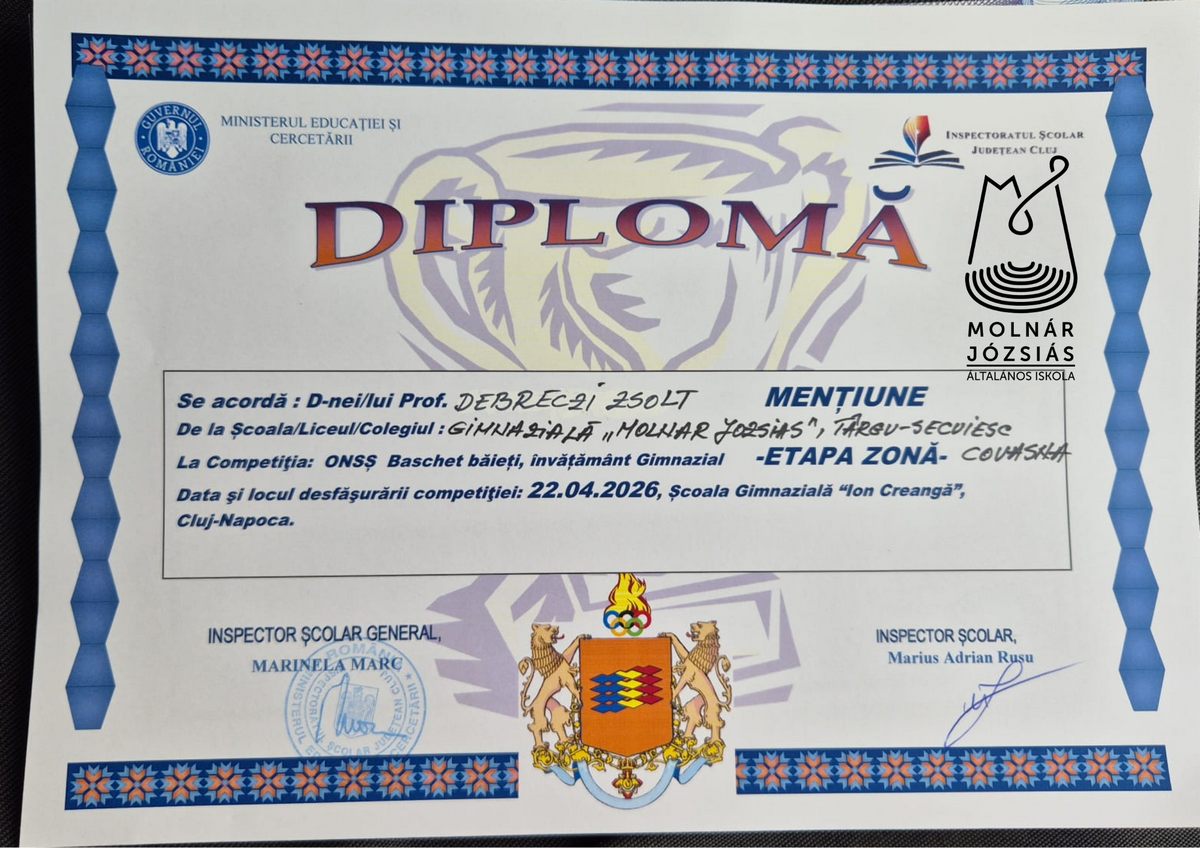 GUVERNUL ROMÂNIEI
MINISTERUL EDUCAȚIEI ȘI
CERCETĂRII
INSPECTORATUL ȘCOLAR
JUDEȚEAN CLUJ
DIPLOMĂ
MOLNÁR
JÓZSIÁS
ÁLTALÁNOS ISKOLA
Se acordă : D-nei/lui Prof. DEBRECZI ZSOLT MENȚIUNE
De la Școala/Liceul/Colegiul : GIMNAZIALĂ „MOLNAR JOZSIAS", TÂRGU-SECUIESC
La Competiția: ONSȘ Baschet băieți, învățământ Gimnazial -ETAPA ZONĂ- COVASNA
Data şi locul desfăşurării competiţiei: 22.04.2026, Școala Gimnazială “Ion Creangă”,
Cluj-Napoca.
INSPECTOR ȘCOLAR GENERAL,
MARINELA MARC
INSPECTOR ȘCOLAR,
Marius Adrian Rusu